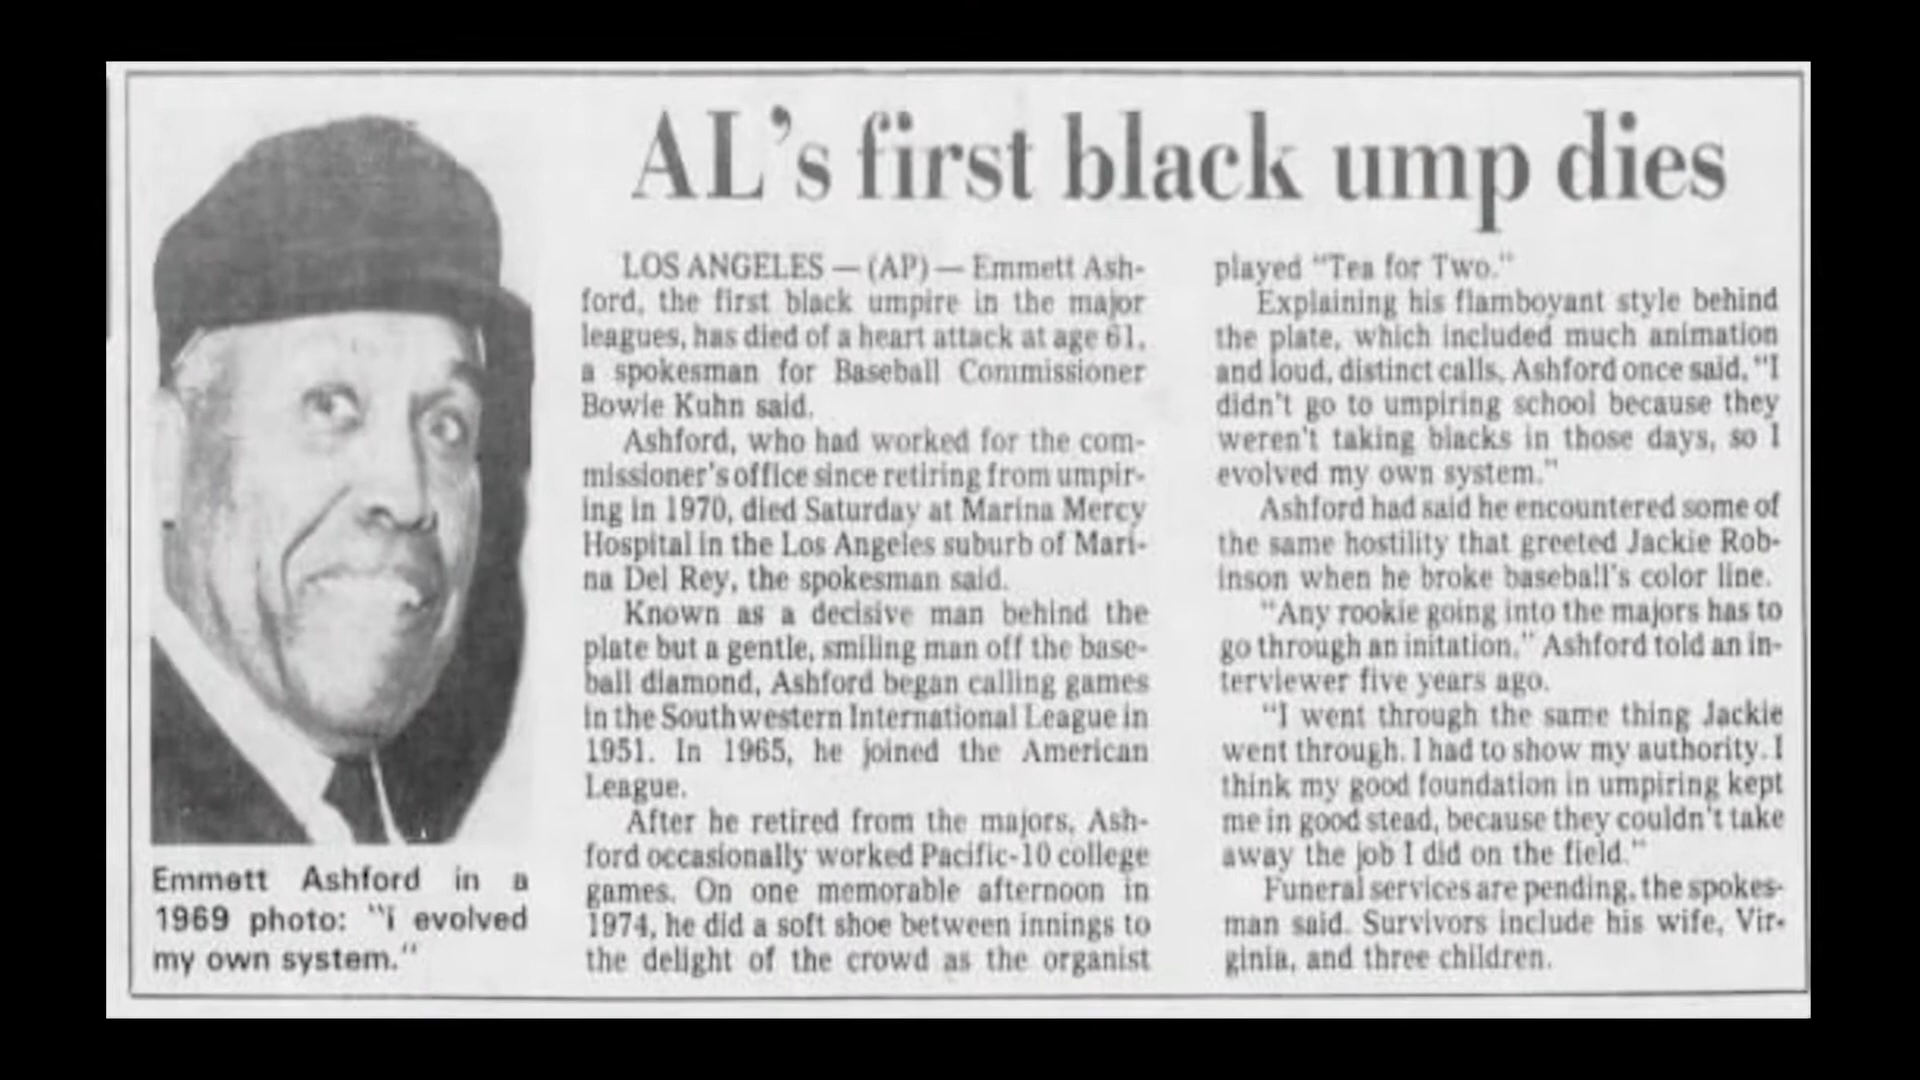 AL's first black ump dies
LOS ANGELES — (AP) — Emmett Ash-
ford, the first black umpire in the major
leagues, has died of a heart attack at age 61,
a spokesman for Baseball Commissioner
Bowie Kuhn said.
Ashford, who had worked for the com-
missioner's office since retiring from umpir-
ing in 1970, died Saturday at Marina Mercy
Hospital in the Los Angeles suburb of Mari-
na Del Rey, the spokesman said.
Known as a decisive man behind the
plate but a gentle, smiling man off the base-
ball diamond, Ashford began calling games
in the Southwestern International League in
1951. In 1965, he joined the American
League.
After he retired from the majors, Ash-
ford occasionally worked Pacific-10 college
games. On one memorable afternoon in
1974, he did a soft shoe between innings to
the delight of the crowd as the organist
played "Tea for Two."
Explaining his flamboyant style behind
the plate, which included much animation
and loud, distinct calls, Ashford once said, "I
didn't go to umpiring school because they
weren't taking blacks in those days, so I
evolved my own system."
Ashford had said he encountered some of
the same hostility that greeted Jackie Rob-
inson when he broke baseball's color line.
"Any rookie going into the majors has to
go through an initation," Ashford told an in-
terviewer five years ago.
"I went through the same thing Jackie
went through. I had to show my authority. I
think my good foundation in umpiring kept
me in good stead, because they couldn't take
away the job I did on the field."
Funeral services are pending, the spokes-
man said. Survivors include his wife, Vir-
ginia, and three children.
Emmett Ashford in a
1969 photo: "i evolved
my own system."